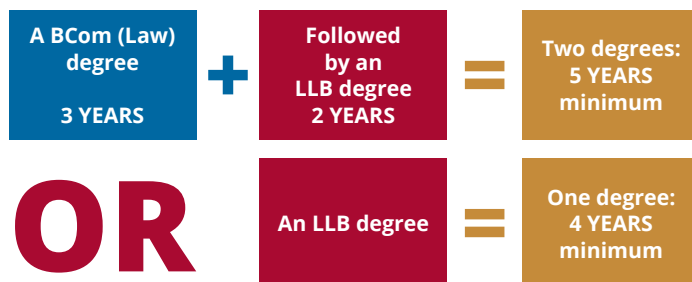 A BCom (Law)
degree
3 YEARS
+
Followed
by an
LLB degree
2 YEARS
=
Two degrees:
5 YEARS
minimum
OR
An LLB degree
=
One degree:
4 YEARS
minimum